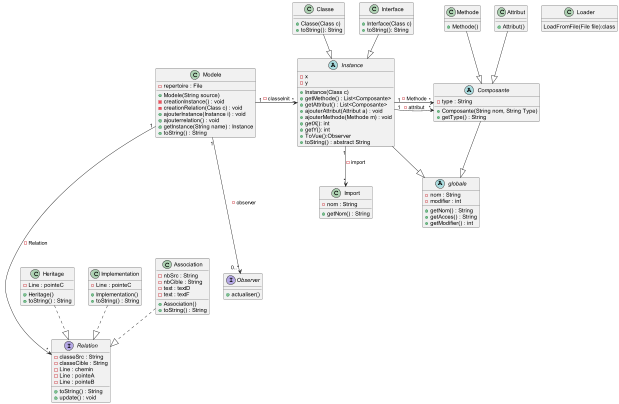 C Classe
Classe(Class c)
toString(): String
C Interface
Interface(Class c)
toString(): String
C Methode
Methode()
C Attribut
Attribut()
C Loader
LoadFromFile(File file):class
C Modele
repertoire : File
Modele(String source)
creationInstance() : void
creationRelation(Class c) : void
ajouterInstance(Instance i) : void
ajouterrelation() : void
getInstance(String name) : Instance
toString() : String
1 classeInit *
A Instance
x
y
Instance(Class c)
getMethode() : List<Composante>
getAttribut() : List<Composante>
ajouterAttribut(Attribut a) : void
ajouterMethode(Methode m) : void
getX(): int
getY(): int
ToVue():Observer
toString() : abstract String
1 Methode *
1 attribut *
A Composante
type : String
Composante(String nom, String Type)
getType() : String
1
import
*
C Import
nom : String
getNom() : String
A globale
nom : String
modifier : int
getNom() : String
getAcces() : String
getModifier() : int
1
Relation
*
1
observer
0..*
I Observer
actualiser()
C Heritage
Line : pointeC
Heritage()
toString() : String
C Implementation
Line : pointeC
Implementation()
toString() : String
C Association
nbSrc : String
nbCible : String
text : textD
text : textF
Association()
toString() : String
I Relation
classeSrc : String
classeCible : String
Line : chemin
Line : pointeA
Line : pointeB
toString() : String
update() : void